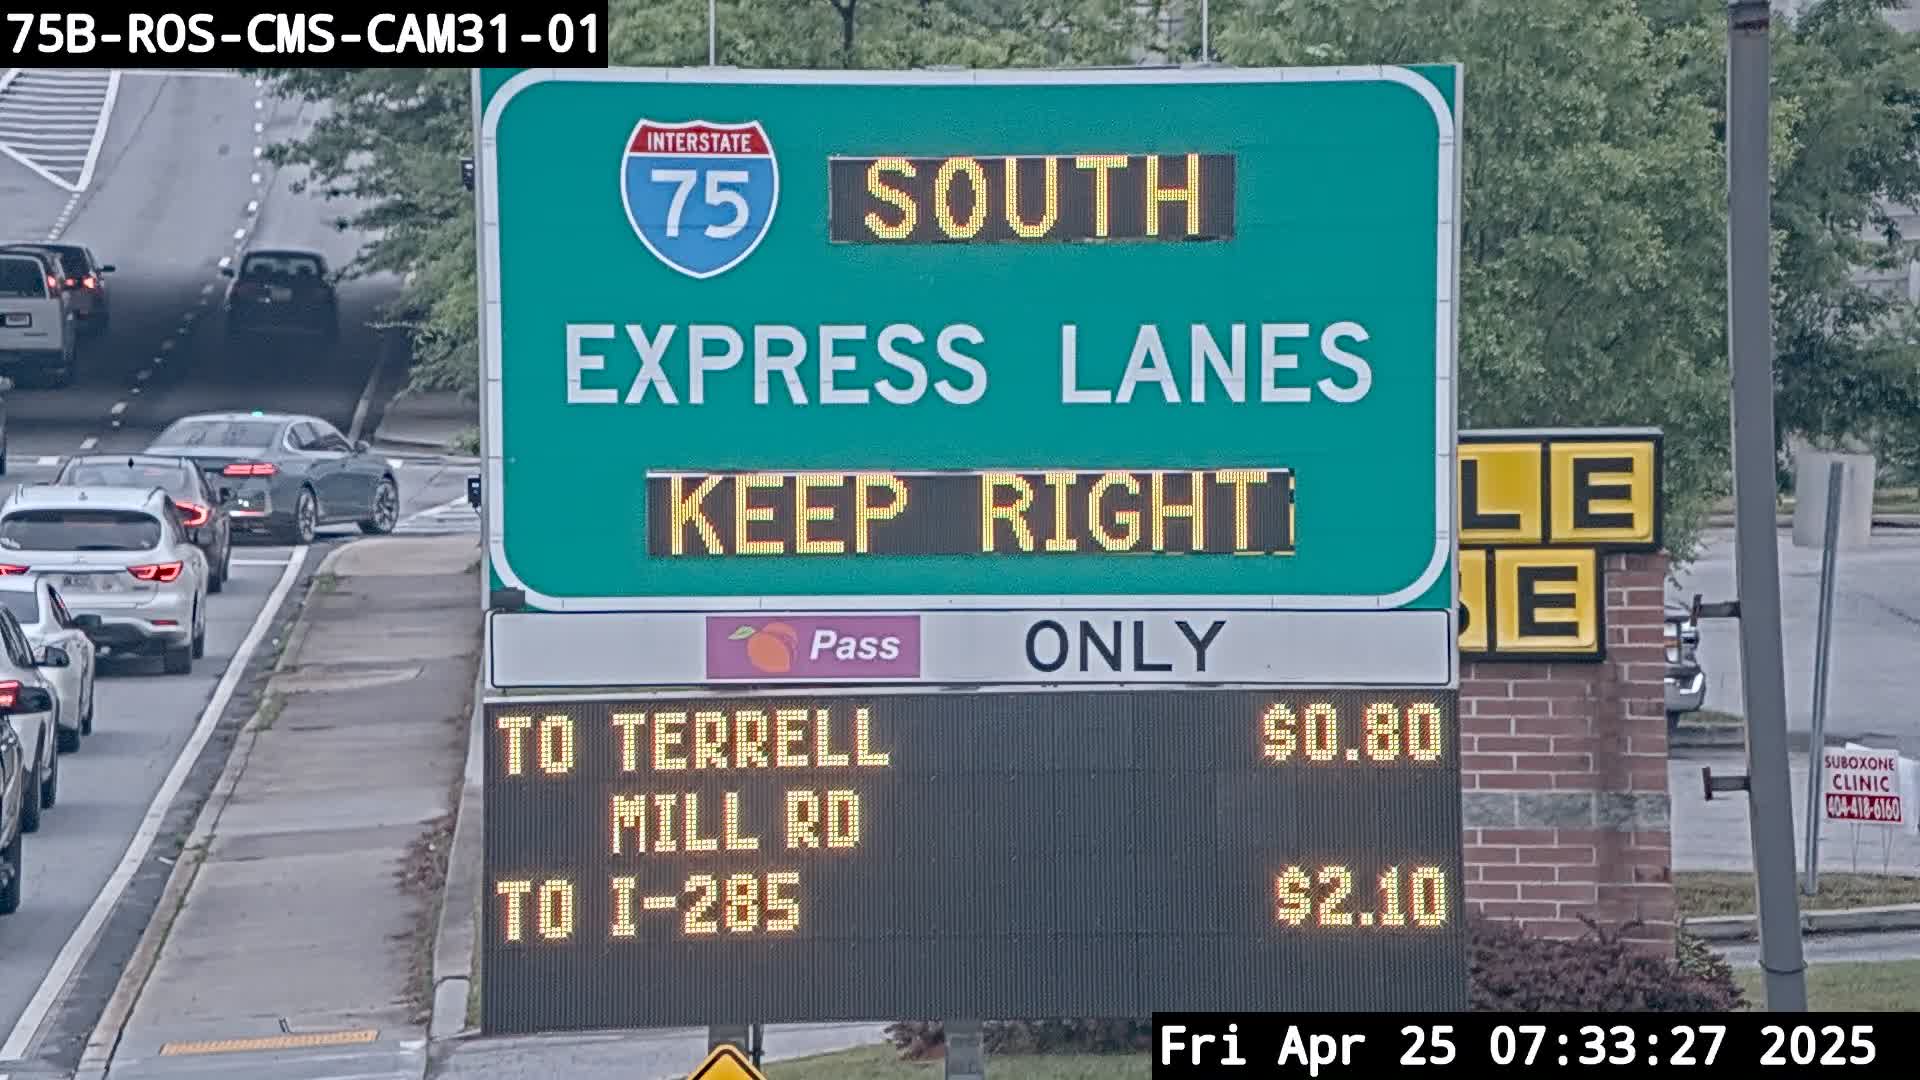 75B-ROS-CMS-CAM31-01
INTERSTATE
75
SOUTH
EXPRESS LANES
KEEP RIGHT
Pass ONLY
TO TERRELL $0.80
MILL RD
TO I-285 $2.10
LE
E
SUBOXONE
CLINIC
404-418-6160
Fri Apr 25 07:33:27 2025